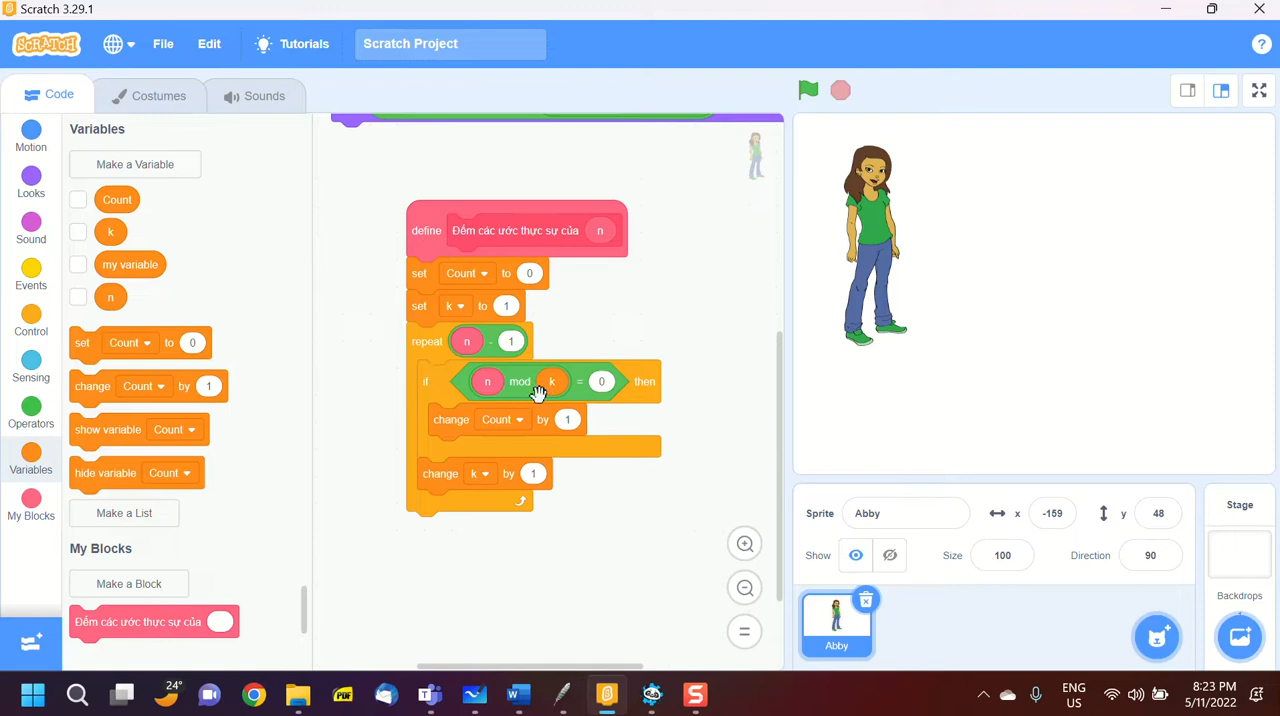 Scratch 3.29.1
SCRATCH
File
Edit
Tutorials
Scratch Project
?
Code
Costumes
Sounds
Motion
Looks
Sound
Events
Control
Sensing
Operators
Variables
My Blocks
Variables
Make a Variable
Count
k
my variable
n
set Count to 0
change Count by 1
show variable Count
hide variable Count
Make a List
My Blocks
Make a Block
Đếm các ước thực sự của
define Đếm các ước thực sự của n
set Count to 0
set k to 1
repeat n - 1
if n mod k = 0 then
change Count by 1
change k by 1
Sprite Abby x -159 y 48
Show Size 100 Direction 90
Abby
Stage
Backdrops
24°
PDF
ENG
US
8:23 PM
5/11/2022